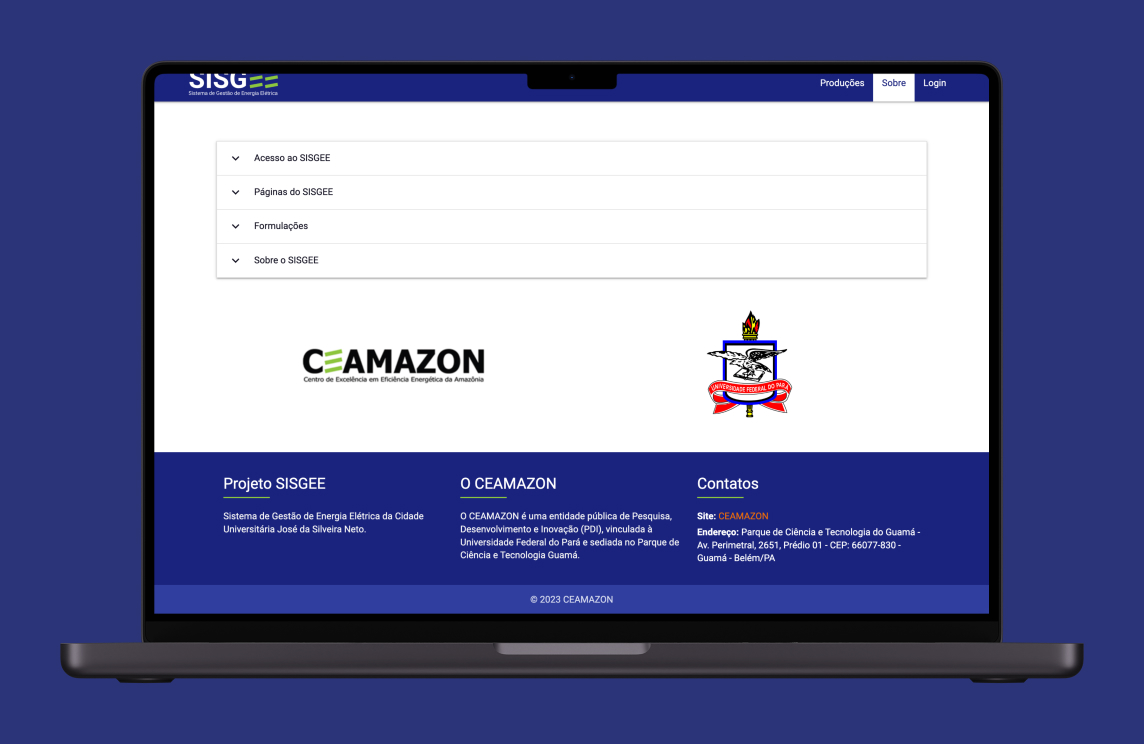 SISG
Sistema de Gestão de Energia Elétrica
Produções
Sobre
Login
Acesso ao SISGEE
Páginas do SISGEE
Formulações
Sobre o SISGEE
CEAMAZON
Centro de Excelência em Eficiência Energética da Amazônia
UNIVERSIDADE FEDERAL DO PARÁ
Projeto SISGEE
Sistema de Gestão de Energia Elétrica da Cidade
Universitária José da Silveira Neto.
O CEAMAZON
O CEAMAZON é uma entidade pública de Pesquisa,
Desenvolvimento e Inovação (PDI), vinculada à
Universidade Federal do Pará e sediada no Parque de
Ciência e Tecnologia Guamá.
Contatos
Site: CEAMAZON
Endereço: Parque de Ciência e Tecnologia do Guamá -
Av. Perimetral, 2651, Prédio 01 - CEP: 66077-830 -
Guamá - Belém/PA
© 2023 CEAMAZON